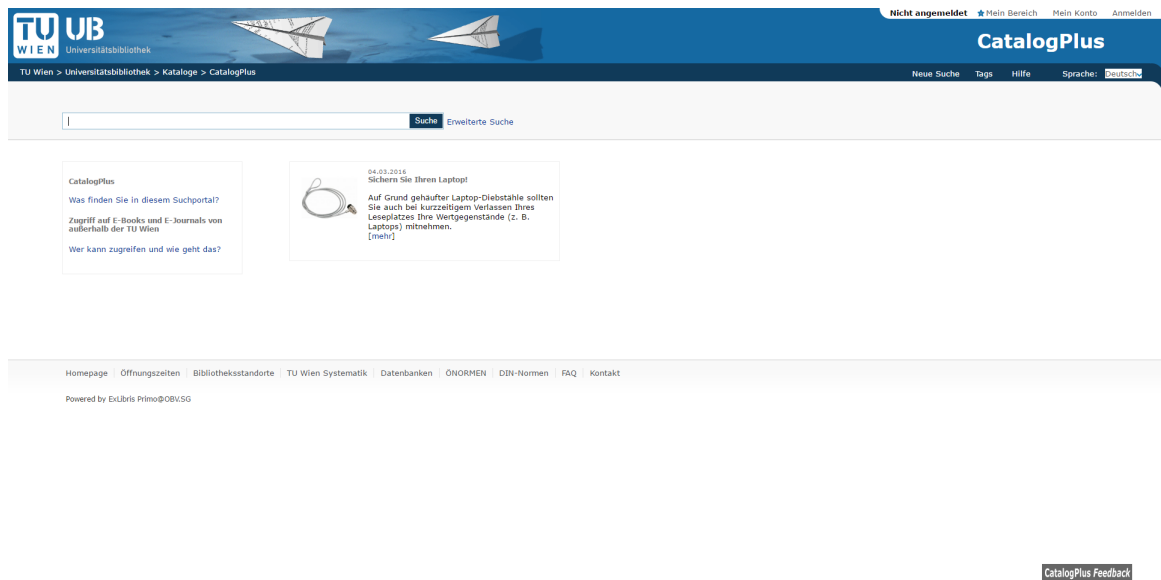 Nicht angemeldet Mein Bereich Mein Konto Anmelden
TU UB
WIEN Universitätsbibliothek
CatalogPlus
TU Wien > Universitätsbibliothek > Kataloge > CatalogPlus
Neue Suche Tags Hilfe Sprache: Deutsch
Suche Erweiterte Suche
CatalogPlus
Was finden Sie in diesem Suchportal?
Zugriff auf E-Books und E-Journals von
außerhalb der TU Wien
Wer kann zugreifen und wie geht das?
04.03.2016
Sichern Sie Ihren Laptop!
Auf Grund gehäufter Laptop-Diebstähle sollten
Sie auch bei kurzzeitigem Verlassen Ihres
Leseplatzes Ihre Wertgegenstände (z. B.
Laptops) mitnehmen.
[mehr]
Homepage Öffnungszeiten Bibliotheksstandorte TU Wien Systematik Datenbanken ÖNORMEN DIN-Normen FAQ Kontakt
Powered by ExLibris Primo@OBV.SG
CatalogPlus Feedback